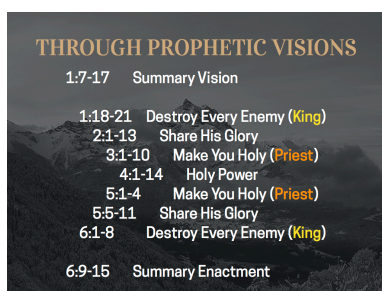 THROUGH PROPHETIC VISIONS
1:7-17 Summary Vision
1:18-21 Destroy Every Enemy (King)
2:1-13 Share His Glory
3:1-10 Make You Holy (Priest)
4:1-14 Holy Power
5:1-4 Make You Holy (Priest)
5:5-11 Share His Glory
6:1-8 Destroy Every Enemy (King)
6:9-15 Summary Enactment